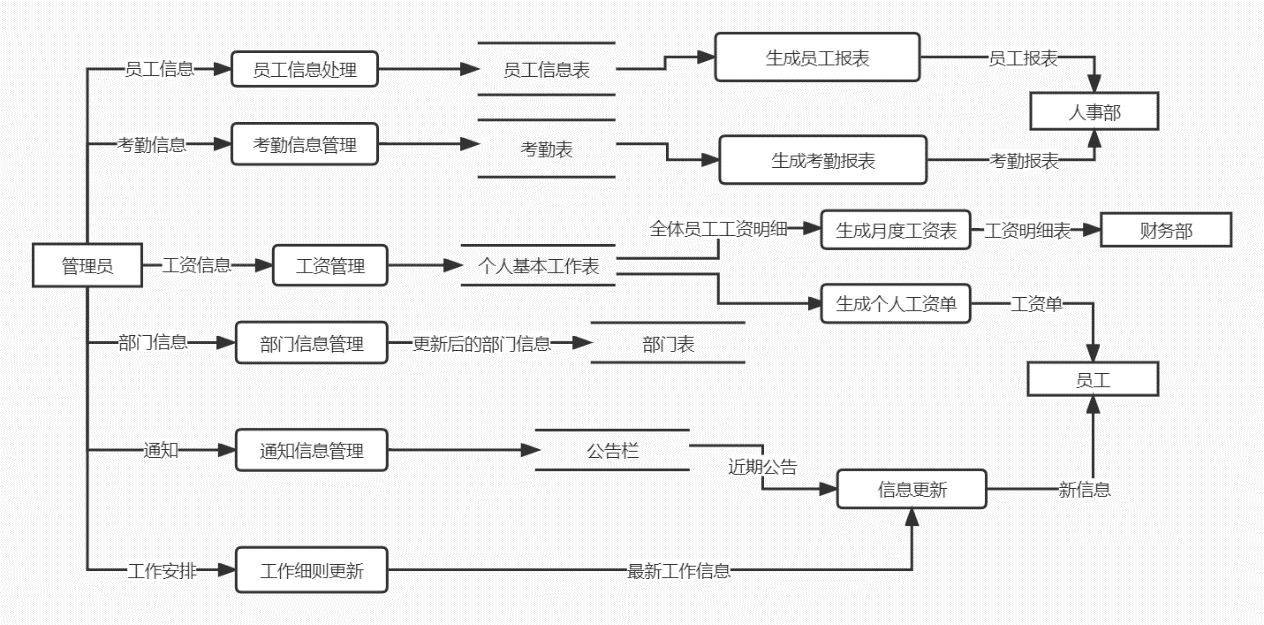 员工信息
员工信息处理
员工信息表
生成员工报表
员工报表
人事部
考勤信息
考勤信息管理
考勤表
生成考勤报表
考勤报表
管理员
工资信息
工资管理
个人基本工作表
全体员工工资明细
生成月度工资表
工资明细表
财务部
生成个人工资单
工资单
员工
部门信息
部门信息管理
更新后的部门信息
部门表
通知
通知信息管理
公告栏
近期公告
信息更新
新信息
工作安排
工作细则更新
最新工作信息